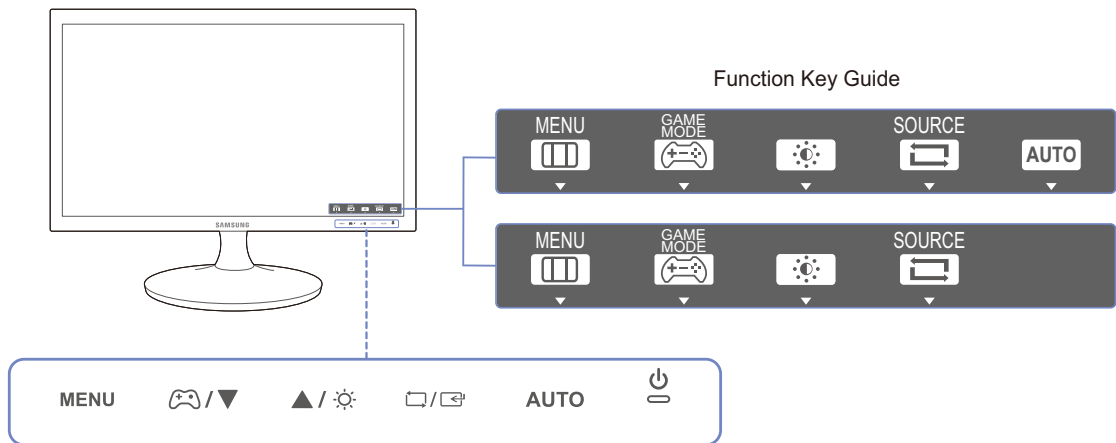 Function Key Guide
MENU
GAME
MODE
SOURCE
AUTO
SAMSUNG
MENU
GAME
MODE
SOURCE
MENU / / / AUTO